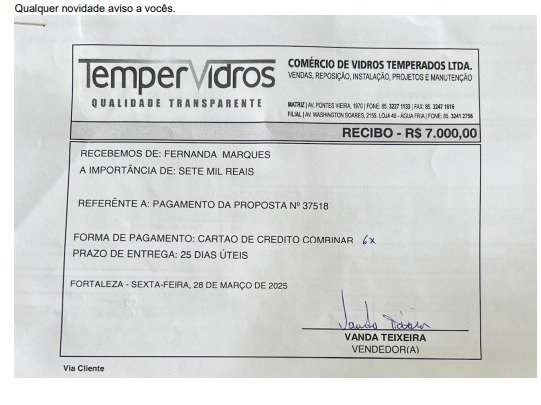 Qualquer novidade aviso a vocês.
TemperVidros
QUALIDADE TRANSPARENTE
COMÉRCIO DE VIDROS TEMPERADOS LTDA.
VENDAS, REPOSIÇÃO, INSTALAÇÃO, PROJETOS E MANUTENÇÃO
MATRIZ | AV. PONTES VIEIRA, 1970 | FONE: 85. 3227 1133 | FAX: 85. 3247 1616
FILIAL | AV. WASHINGTON SOARES, 2155. LOJA 40 - ÁGUA FRIA | FONE: 85. 3241 2756
RECIBO - R$ 7.000,00
RECEBEMOS DE: FERNANDA MARQUES
A IMPORTÂNCIA DE: SETE MIL REAIS
REFERÊNTE A: PAGAMENTO DA PROPOSTA Nº 37518
FORMA DE PAGAMENTO: CARTAO DE CREDITO COMBINAR 6x
PRAZO DE ENTREGA: 25 DIAS ÚTEIS
FORTALEZA - SEXTA-FEIRA, 28 DE MARÇO DE 2025
VANDA TEIXEIRA
VENDEDOR(A)
Via Cliente